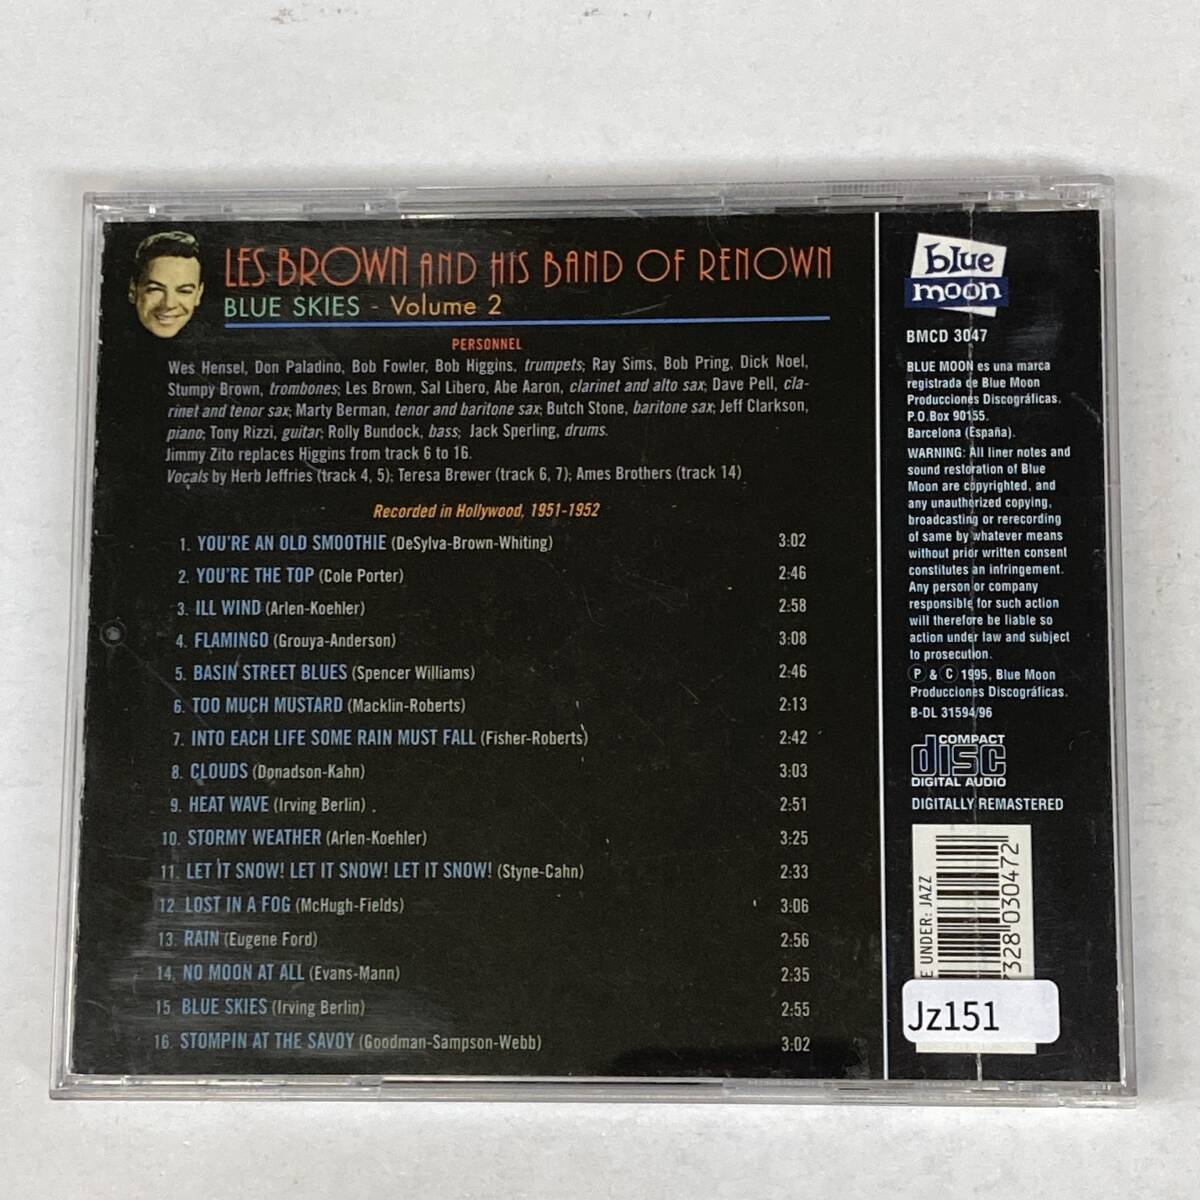 LES BROWN AND HIS BAND OF RENOWN
BLUE SKIES - Volume 2
PERSONNEL
Wes Hensel, Don Paladino, Bob Fowler, Bob Higgins, trumpets; Ray Sims, Bob Pring, Dick Noel,
Stumpy Brown, trombones; Les Brown, Sal Libero, Abe Aaron, clarinet and alto sax; Dave Pell, cla-
rinet and tenor sax; Marty Berman, tenor and baritone sax; Butch Stone, baritone sax; Jeff Clarkson,
piano; Tony Rizzi, guitar; Rolly Bundock, bass; Jack Sperling, drums.
Jimmy Zito replaces Higgins from track 6 to 16.
Vocals by Herb Jeffries (track 4, 5); Teresa Brewer (track 6, 7); Ames Brothers (track 14)
Recorded in Hollywood, 1951-1952
1. YOU'RE AN OLD SMOOTHIE (DeSylva-Brown-Whiting) 3:02
2. YOU'RE THE TOP (Cole Porter) 2:46
3. ILL WIND (Arlen-Koehler) 2:58
4. FLAMINGO (Grouya-Anderson) 3:08
5. BASIN STREET BLUES (Spencer Williams) 2:46
6. TOO MUCH MUSTARD (Macklin-Roberts) 2:13
7. INTO EACH LIFE SOME RAIN MUST FALL (Fisher-Roberts) 2:42
8. CLOUDS (Donadson-Kahn) 3:03
9. HEAT WAVE (Irving Berlin) . 2:51
10. STORMY WEATHER (Arlen-Koehler) 3:25
11. LET IT SNOW! LET IT SNOW! LET IT SNOW! (Styne-Cahn) 2:33
12. LOST IN A FOG (McHugh-Fields) 3:06
13. RAIN (Eugene Ford) 2:56
14. NO MOON AT ALL (Evans-Mann) 2:35
15. BLUE SKIES (Irving Berlin) 2:55
16. STOMPIN AT THE SAVOY (Goodman-Sampson-Webb) 3:02
blue
moon
BMCD 3047
BLUE MOON es una marca
registrada de Blue Moon
Producciones Discográficas.
P.O.Box 90155.
Barcelona (España).
WARNING: All liner notes and
sound restoration of Blue
Moon are copyrighted, and
any unauthorized copying,
broadcasting or rerecording
of same by whatever means
without prior written consent
constitutes an infringement.
Any person or company
responsible for such action
will therefore be liable so
action under law and subject
to prosecution.
Ⓟ & Ⓒ 1995, Blue Moon
Producciones Discográficas.
B-DL 31594/96
COMPACT
disc
DIGITAL AUDIO
DIGITALLY REMASTERED
E UNDER: JAZZ
7328 030472
Jz151